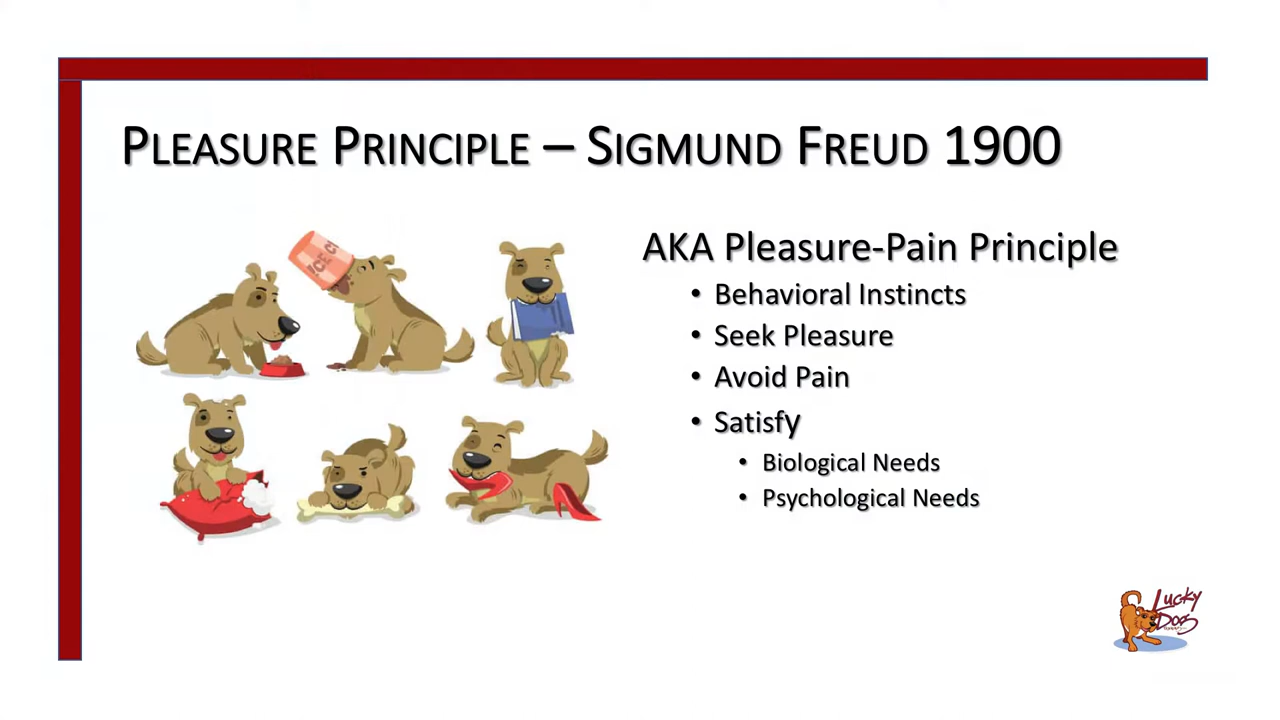 PLEASURE PRINCIPLE – SIGMUND FREUD 1900
AKA Pleasure-Pain Principle
• Behavioral Instincts
• Seek Pleasure
• Avoid Pain
• Satisfy
• Biological Needs
• Psychological Needs
ICE C
Lucky
Dog